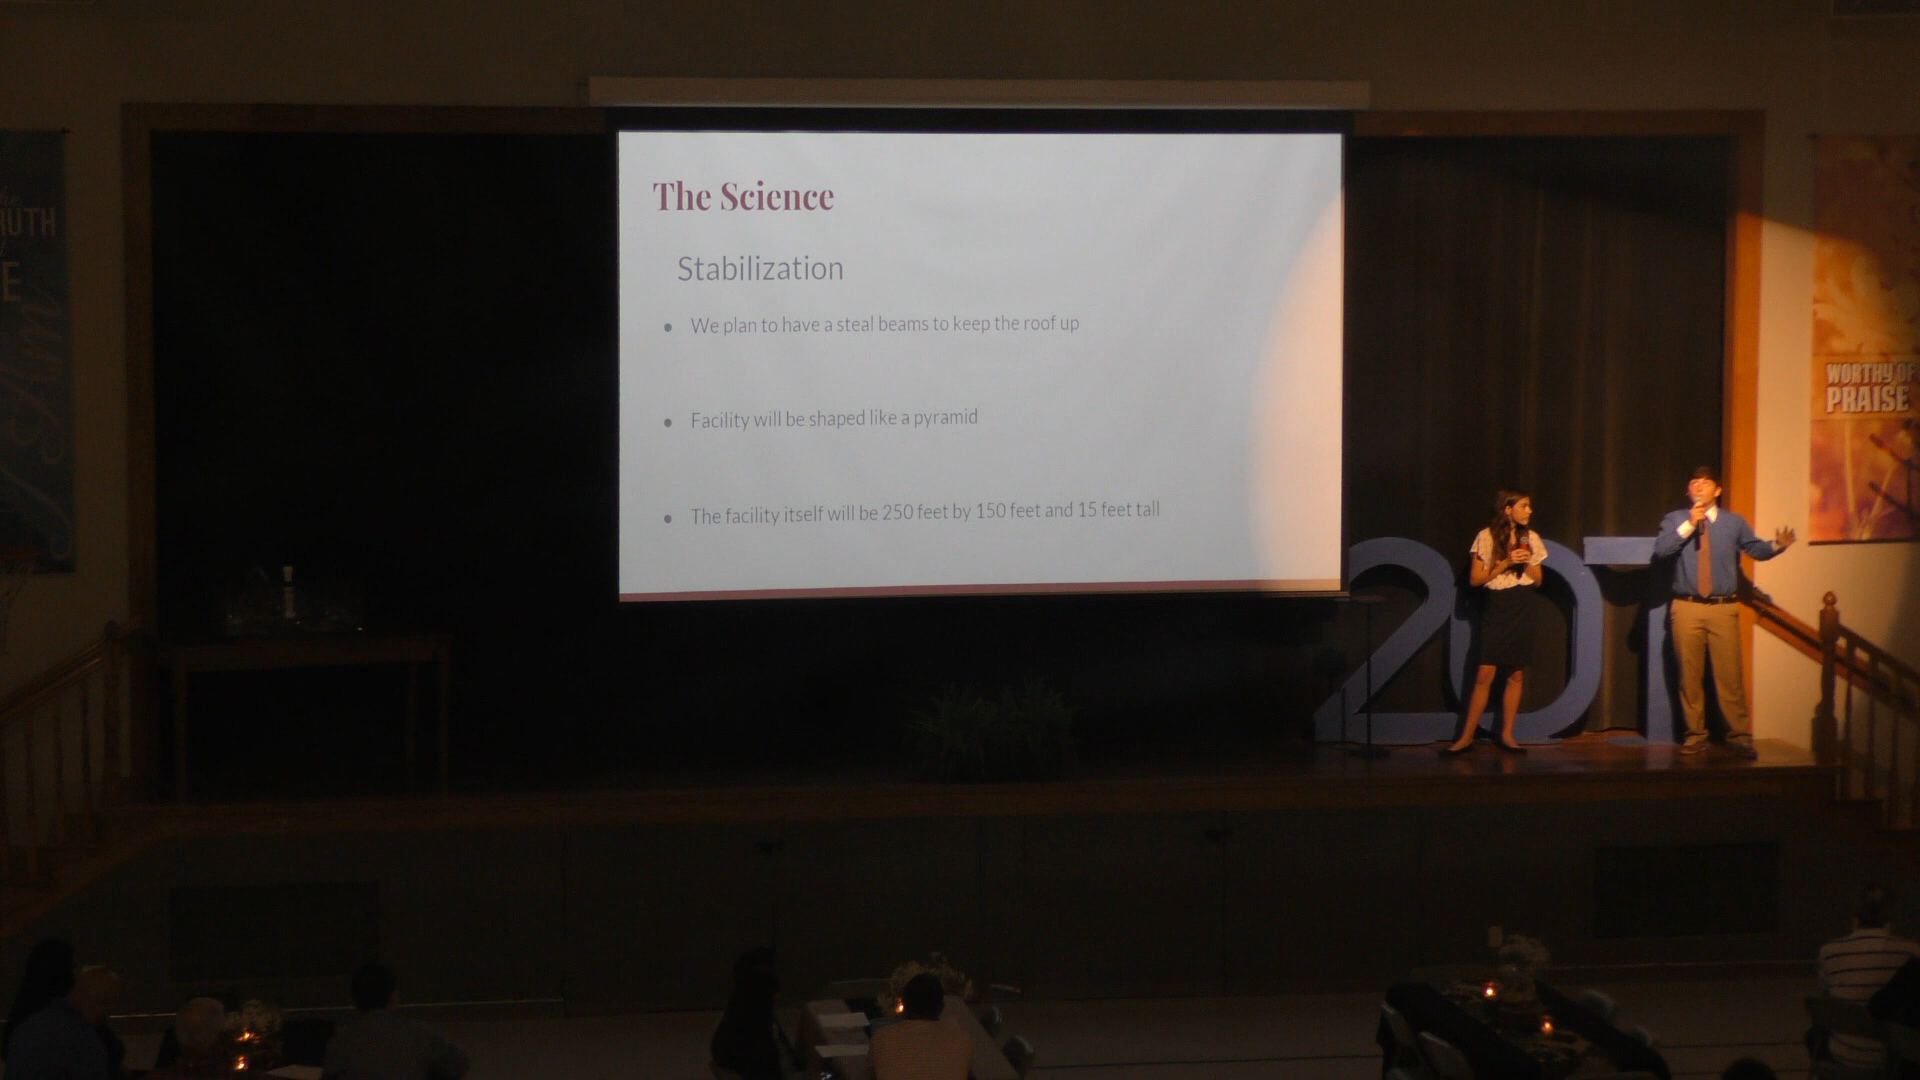 The Science
Stabilization
We plan to have a steal beams to keep the roof up
Facility will be shaped like a pyramid
The facility itself will be 250 feet by 150 feet and 15 feet tall
WORTHY OF
PRAISE
201